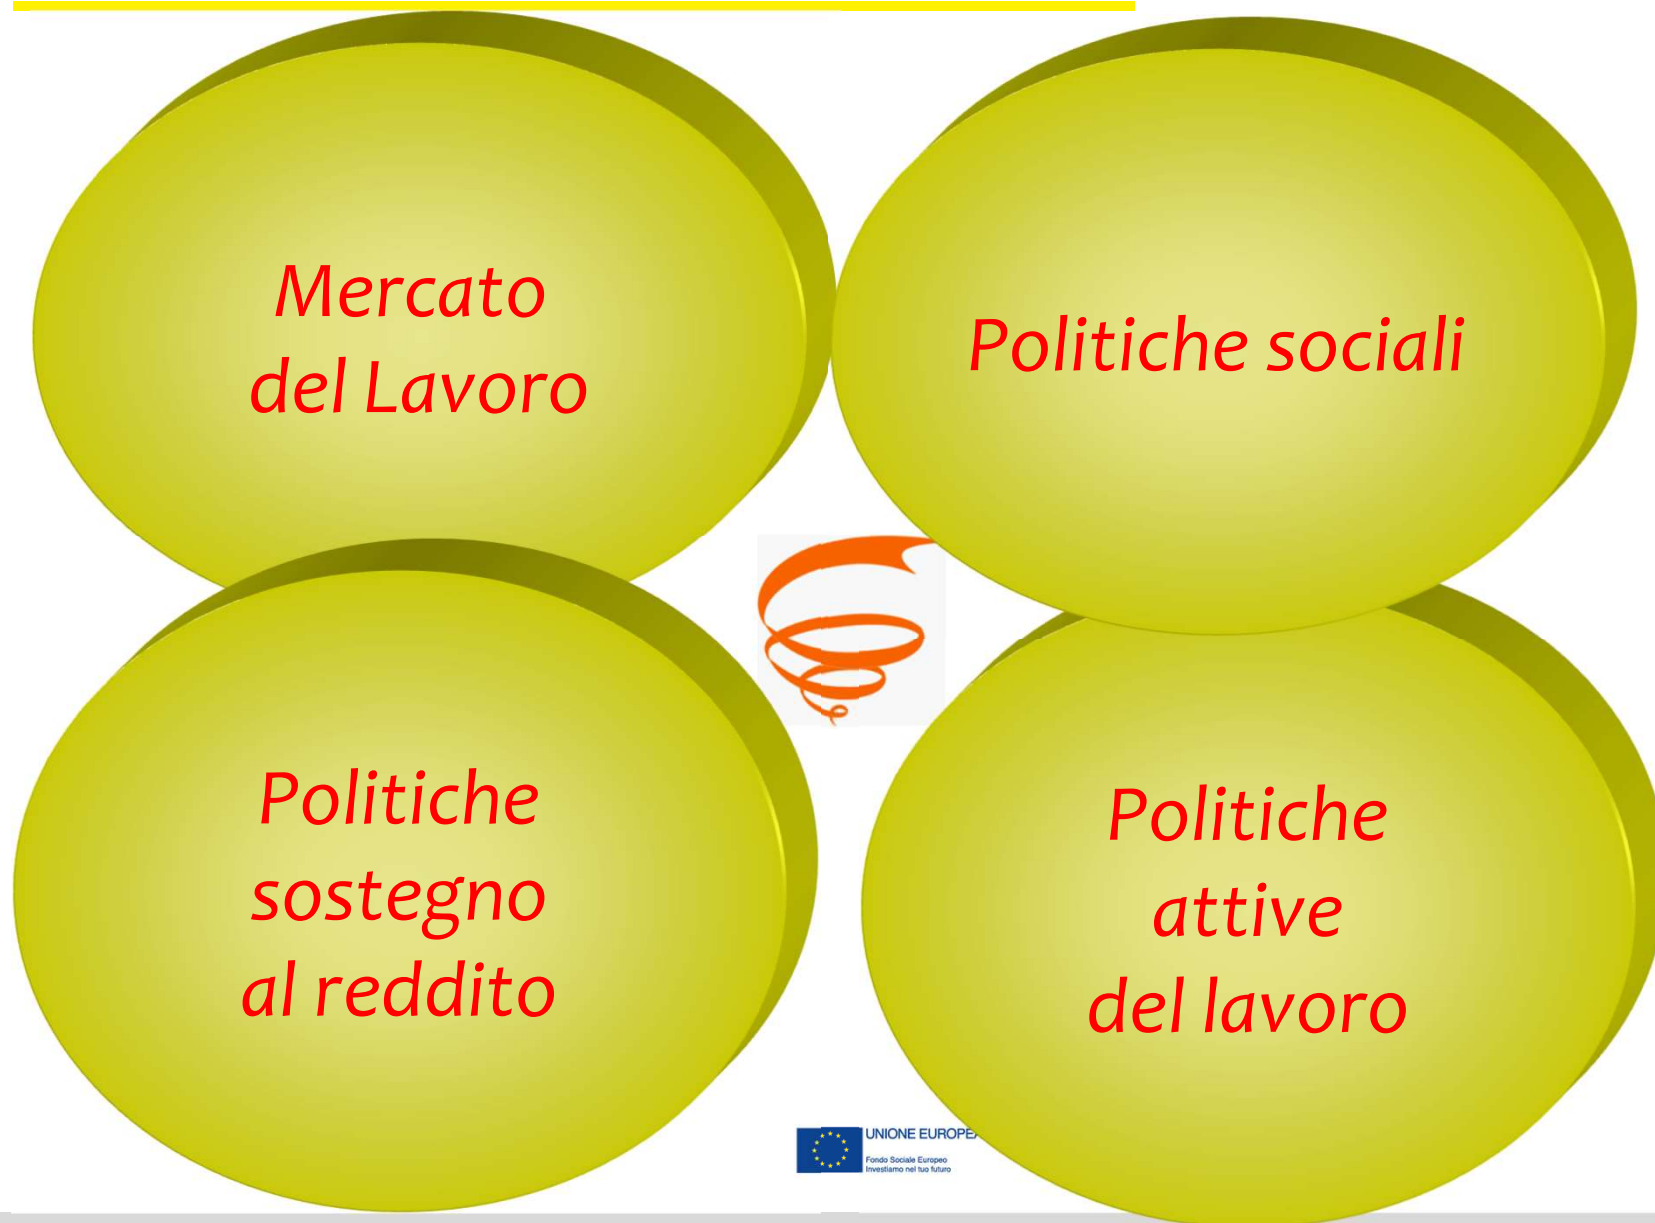 Mercato
del Lavoro
Politiche sociali
Politiche
sostegno
al reddito
Politiche
attive
del lavoro
UNIONE EUROPEA
Fondo Sociale Europeo
Investiamo nel tuo futuro